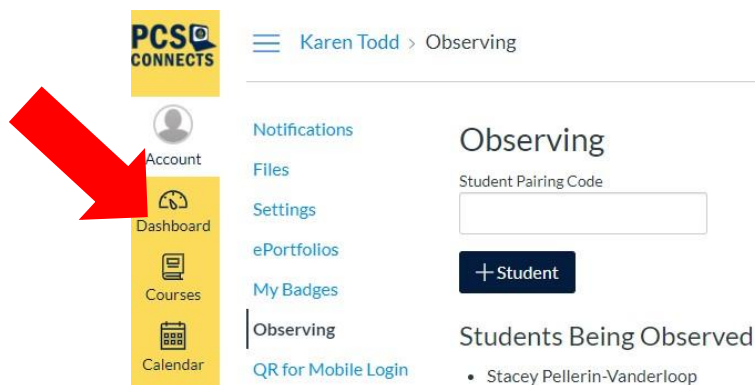 PCS
CONNECTS
Account
Dashboard
Courses
Calendar
Karen Todd > Observing
Notifications
Files
Settings
ePortfolios
My Badges
Observing
QR for Mobile Login
Observing
Student Pairing Code
+ Student
Students Being Observed
• Stacey Pellerin-Vanderloop